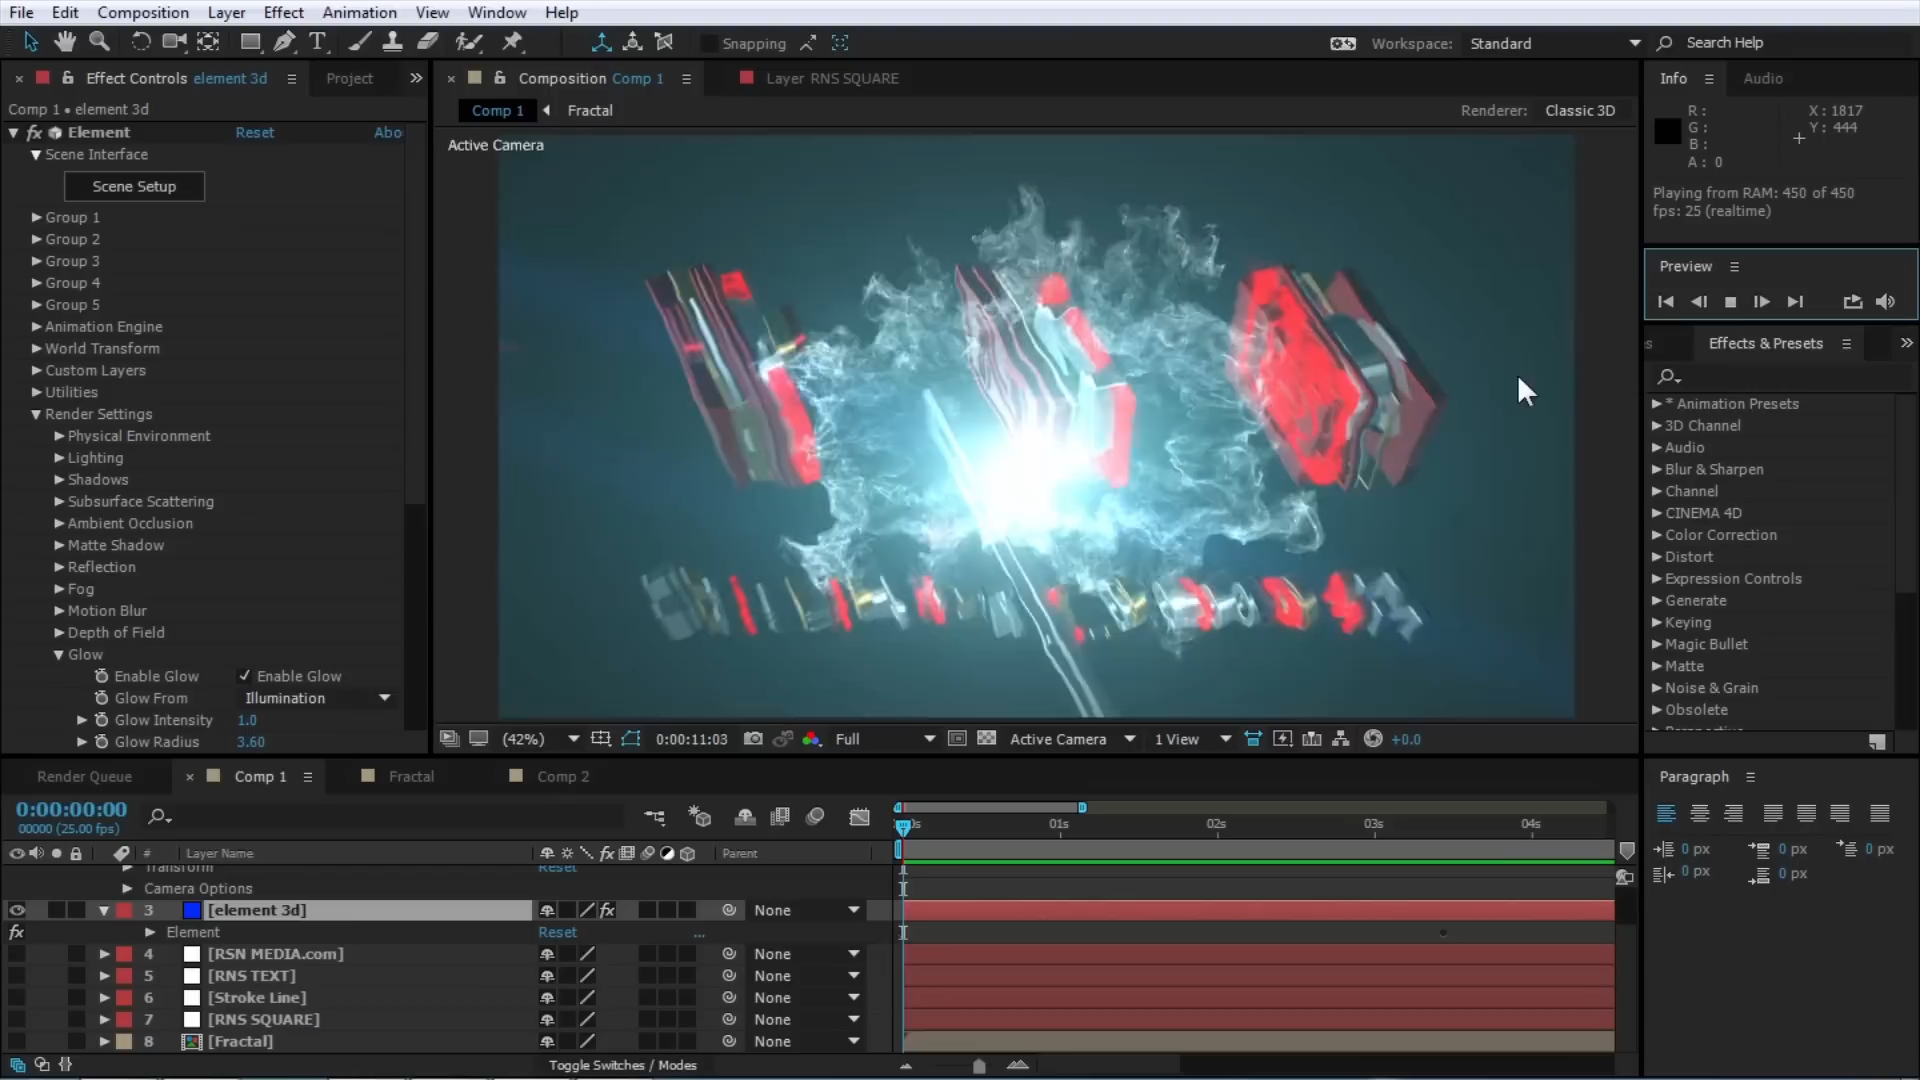 File Edit Composition Layer Effect Animation View Window Help
Snapping
Workspace: Standard
Search Help
Effect Controls element 3d
Project
Comp 1 • element 3d
fx Element Reset Abo
Scene Interface
Scene Setup
Group 1
Group 2
Group 3
Group 4
Group 5
Animation Engine
World Transform
Custom Layers
Utilities
Render Settings
Physical Environment
Lighting
Shadows
Subsurface Scattering
Ambient Occlusion
Matte Shadow
Reflection
Fog
Motion Blur
Depth of Field
Glow
Enable Glow Enable Glow
Glow From Illumination
Glow Intensity 1.0
Glow Radius 3.60
Composition Comp 1
Layer RNS SQUARE
Comp 1 Fractal
Renderer: Classic 3D
Active Camera
(42%) 0:00:11:03 Full Active Camera 1 View +0.0
Info Audio
R:
G:
B:
A: 0
X: 1817
Y: 444
Playing from RAM: 450 of 450
fps: 25 (realtime)
Preview
Effects & Presets
* Animation Presets
3D Channel
Audio
Blur & Sharpen
Channel
CINEMA 4D
Color Correction
Distort
Expression Controls
Generate
Keying
Magic Bullet
Matte
Noise & Grain
Obsolete
Render Queue Comp 1 Fractal Comp 2
0:00:00:00
00000 (25.00 fps)
01s 02s 03s 04s
# Layer Name fx Parent
Transform Reset
Camera Options
3 [element 3d] fx None
fx Element Reset ...
4 [RSN MEDIA.com] None
5 [RNS TEXT] None
6 [Stroke Line] None
7 [RNS SQUARE] None
8 [Fractal] None
Toggle Switches / Modes
Paragraph
0 px 0 px 0 px
0 px 0 px